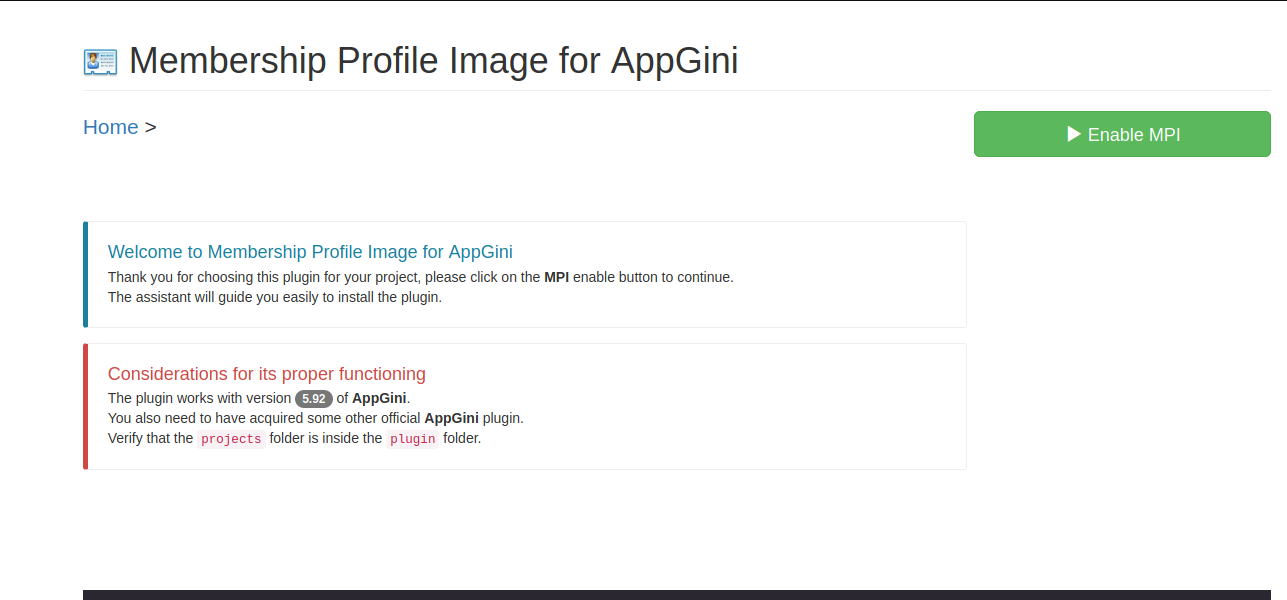 Membership Profile Image for AppGini
Home >
Enable MPI
Welcome to Membership Profile Image for AppGini
Thank you for choosing this plugin for your project, please click on the MPI enable button to continue.
The assistant will guide you easily to install the plugin.
Considerations for its proper functioning
The plugin works with version 5.92 of AppGini.
You also need to have acquired some other official AppGini plugin.
Verify that the projects folder is inside the plugin folder.